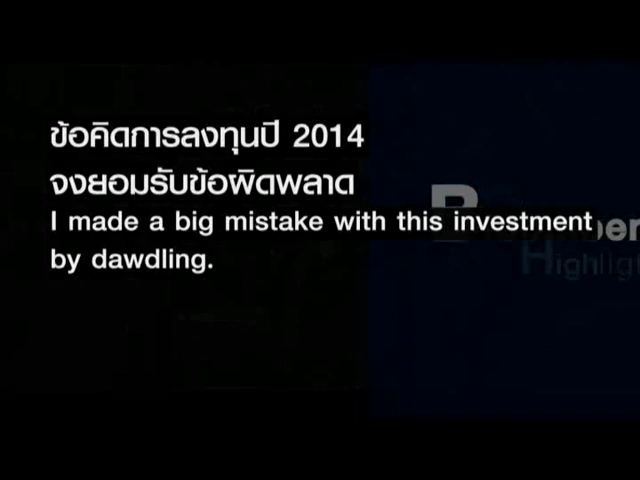 ข้อคิดการลงทุนปี 2014
จงยอมรับข้อผิดพลาด
I made a big mistake with this investment
by dawdling.
Highlight